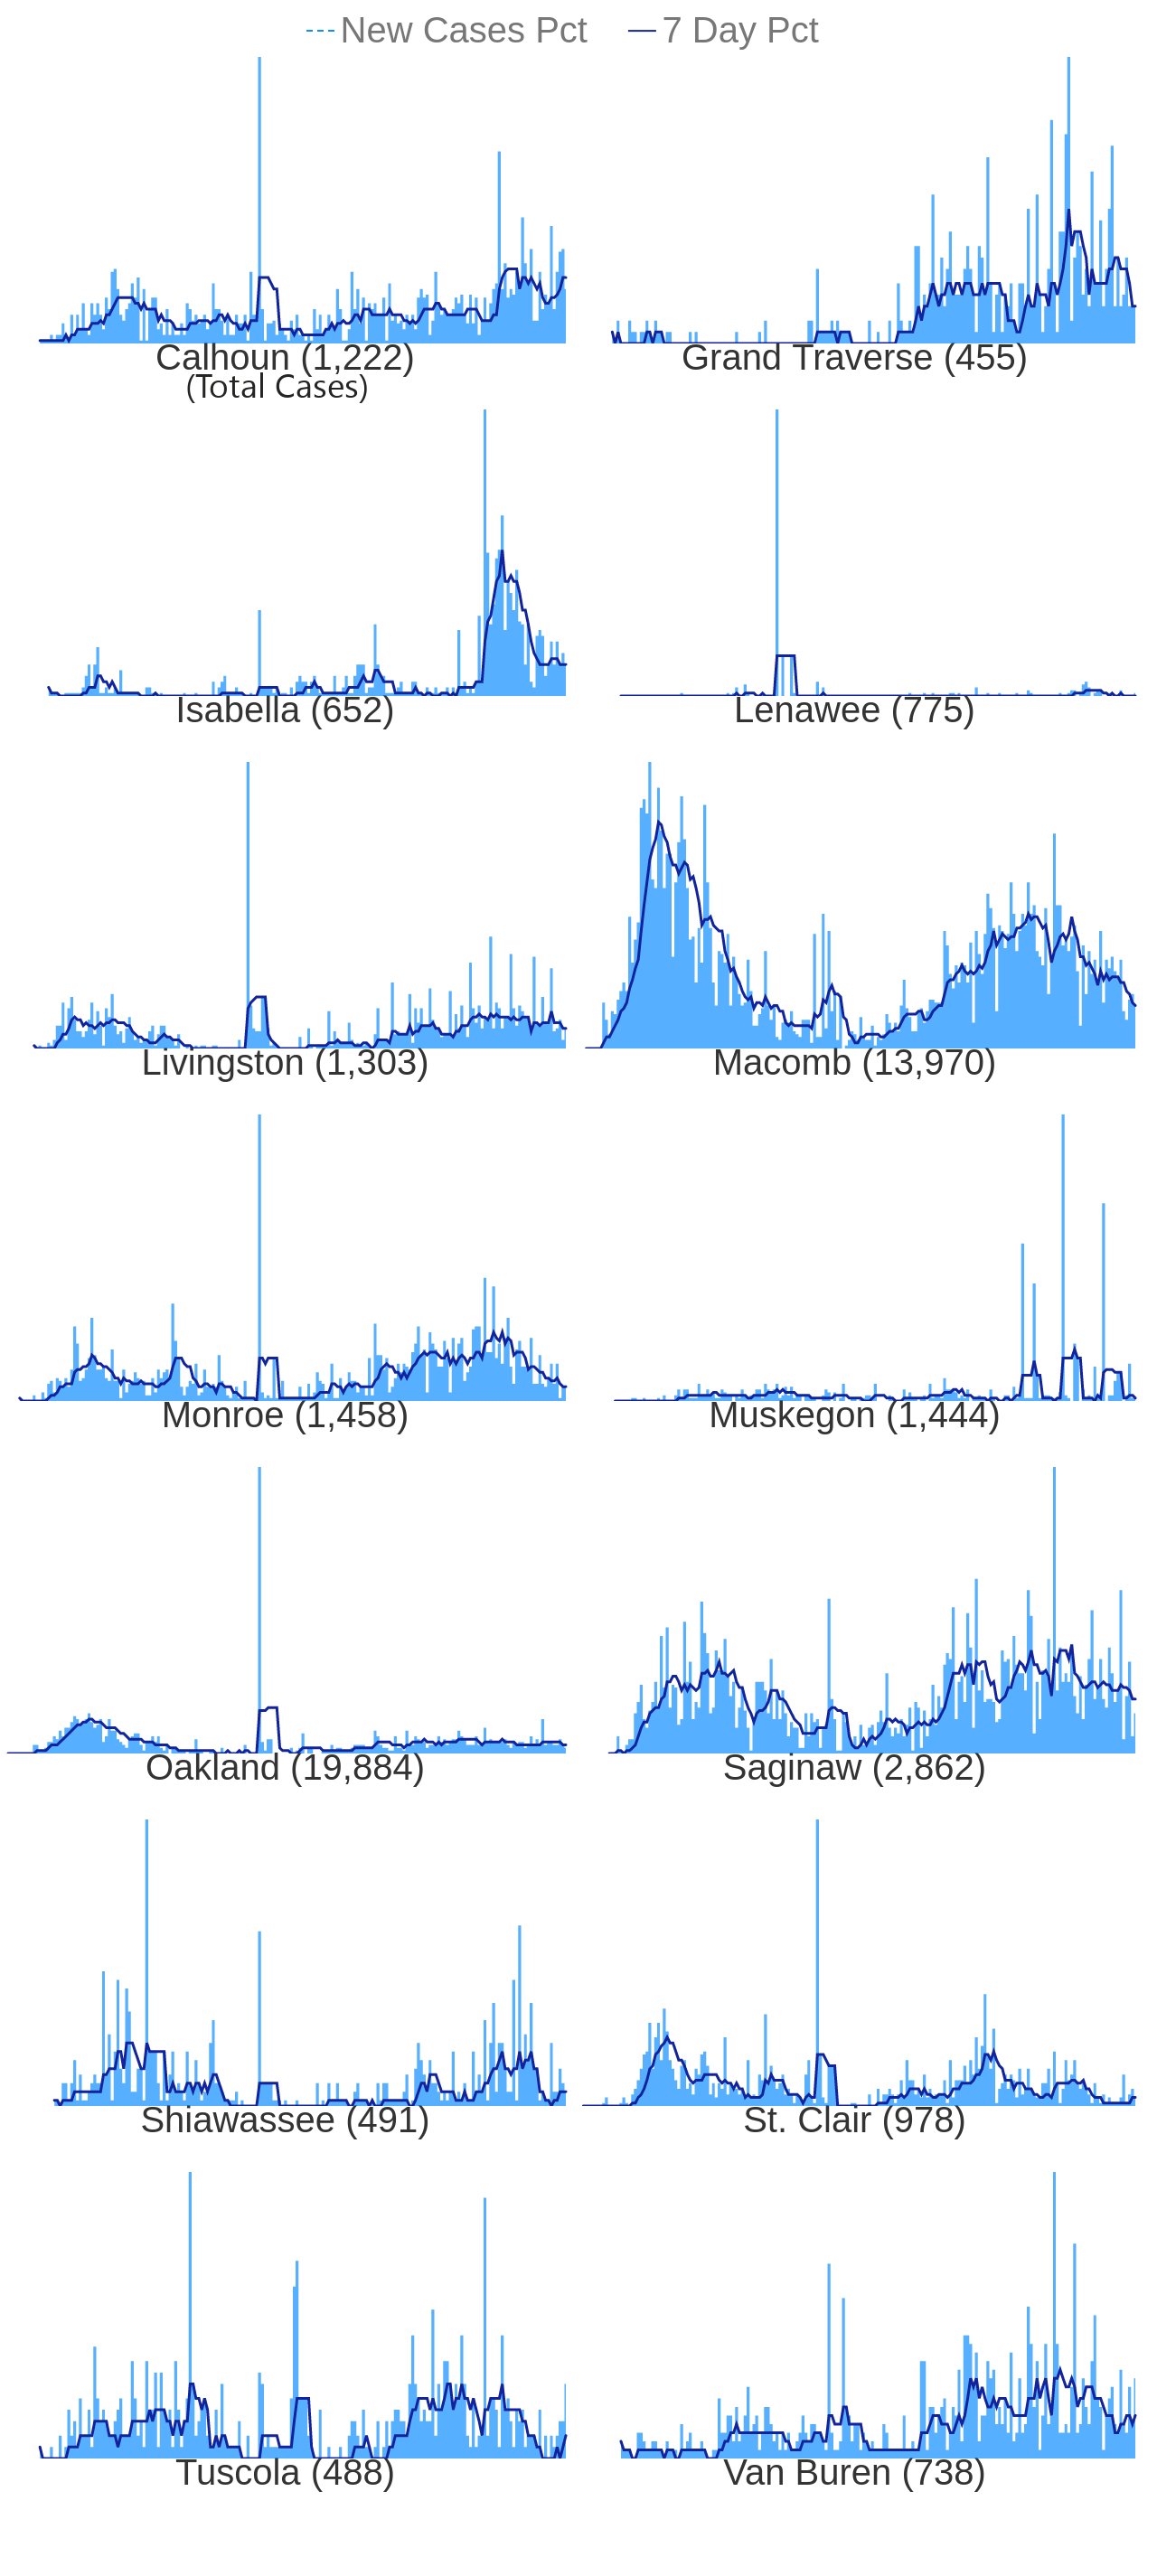 New Cases Pct 7 Day Pct
Calhoun (1,222) Grand Traverse (455)
(Total Cases)
Isabella (652) Lenawee (775)
Livingston (1,303) Macomb (13,970)
Monroe (1,458) Muskegon (1,444)
Oakland (19,884) Saginaw (2,862)
Shiawassee (491) St. Clair (978)
Tuscola (488) Van Buren (738)